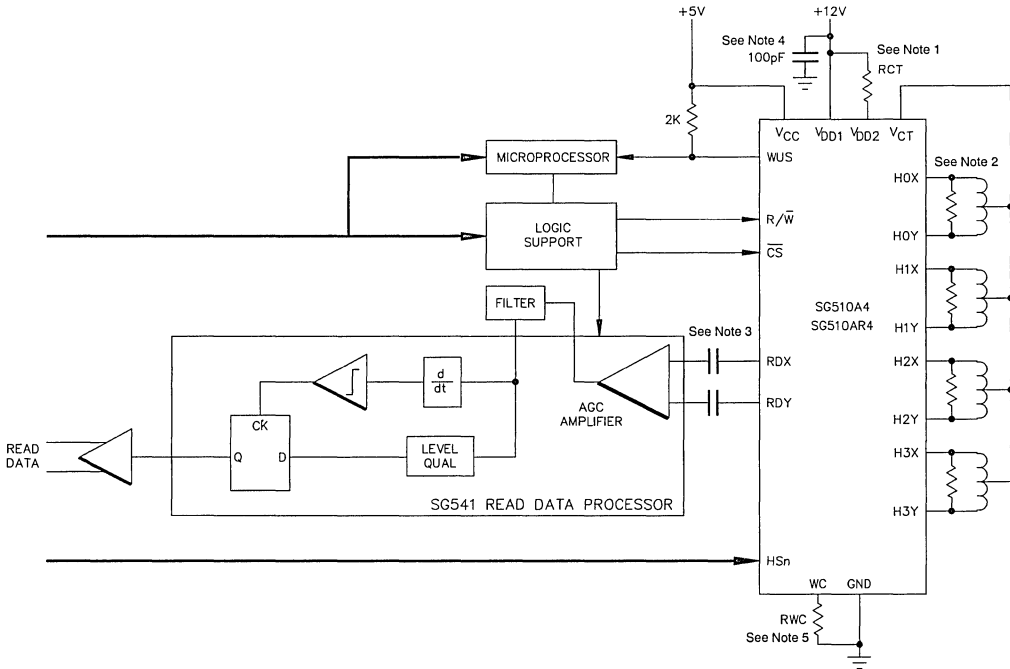 +5V
+12V
See Note 4
100pF
See Note 1
RCT
2K
VCC
VDD1
VDD2
VCT
WUS
See Note 2
MICROPROCESSOR
H0X
R/W̅
LOGIC
SUPPORT
H0Y
C̅S̅
H1X
FILTER
SG510A4
SG510AR4
H1Y
See Note 3
RDX
H2X
d
dt
AGC
AMPLIFIER
RDY
H2Y
CK
READ
DATA
Q
D
LEVEL
QUAL
H3X
SG541 READ DATA PROCESSOR
H3Y
HSn
WC
GND
RWC
See Note 5